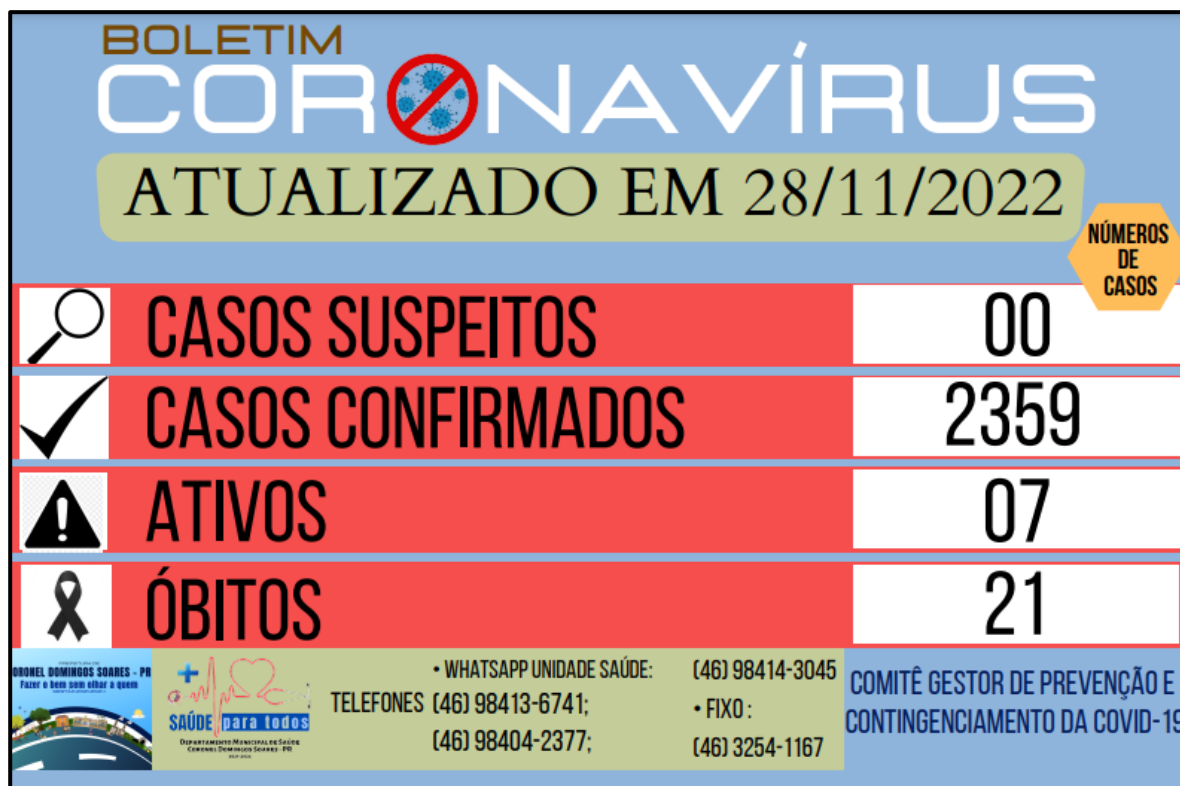 BOLETIM
CORONAVÍRUS
ATUALIZADO EM 28/11/2022
NÚMEROS
DE
CASOS
CASOS SUSPEITOS 00
CASOS CONFIRMADOS 2359
ATIVOS 07
ÓBITOS 21
ORONEL DOMINGOS SOARES - PR
Fazer o bem sem olhar a quem
SAÚDE para todos
Departamento Municipal de Saúde
Coronel Domingos Soares - PR
TELEFONES
• WHATSAPP UNIDADE SAÚDE:
(46) 98413-6741;
(46) 98404-2377;
(46) 98414-3045
• FIXO :
(46) 3254-1167
COMITÊ GESTOR DE PREVENÇÃO E
CONTINGENCIAMENTO DA COVID-19